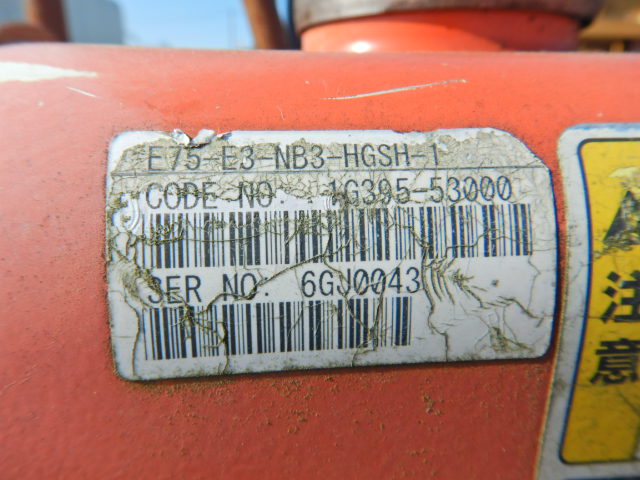 E75-E3-NB3-HGSH-1
CODE NO. 1G395-53000
SER NO. 6GJ0043
注
意